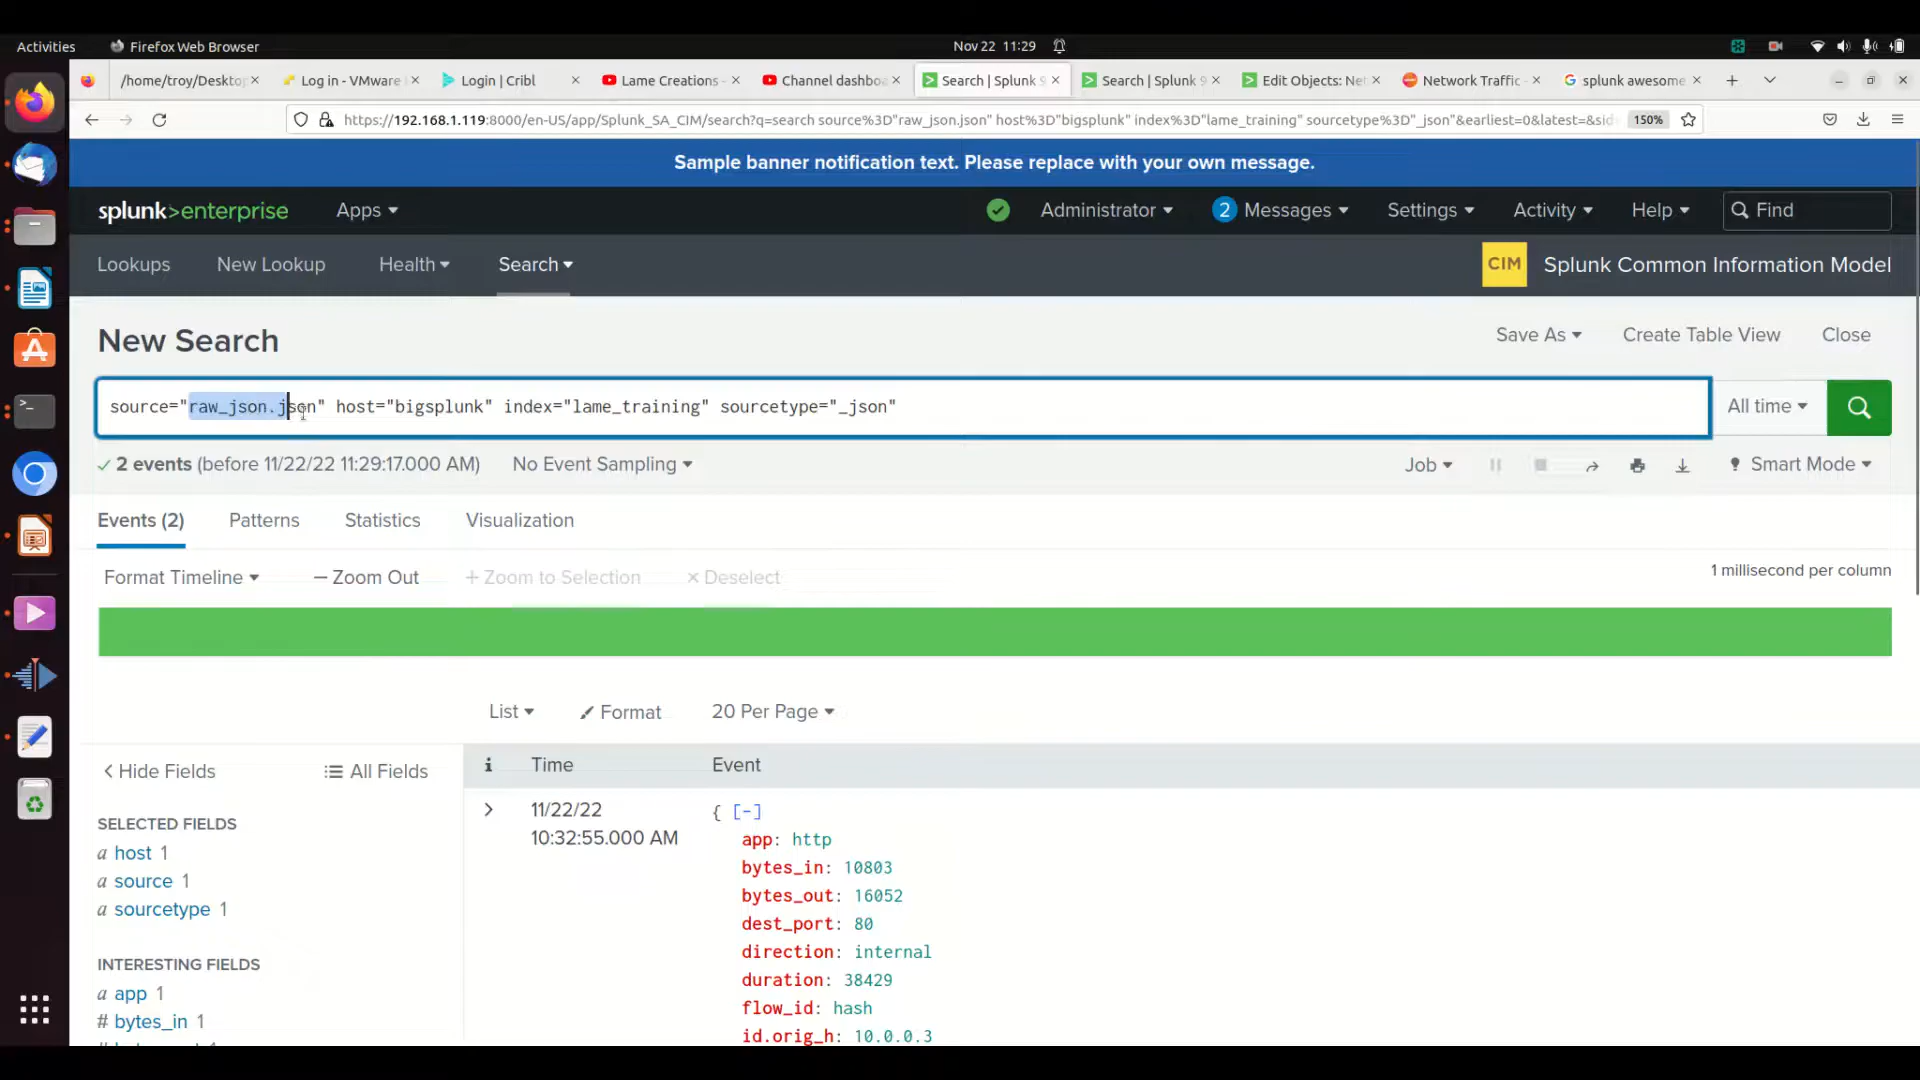 Activities Firefox Web Browser Nov 22 11:29
/home/troy/Deskto Log in - VMware Login | Cribl Lame Creations - Channel dashboa Search | Splunk 9 Search | Splunk 9 Edit Objects: Net Network Traffic - splunk awesome
https://192.168.1.119:8000/en-US/app/Splunk_SA_CIM/search?q=search source%3D"raw_json.json" host%3D"bigsplunk" index%3D"lame_training" sourcetype%3D"_json"&earliest=0&latest=&sid 150%
Sample banner notification text. Please replace with your own message.
splunk>enterprise Apps Administrator 2 Messages Settings Activity Help Find
Lookups New Lookup Health Search CIM Splunk Common Information Model
New Search Save As Create Table View Close
source="raw_json.json" host="bigsplunk" index="lame_training" sourcetype="_json" All time
2 events (before 11/22/22 11:29:17.000 AM) No Event Sampling Job Smart Mode
Events (2) Patterns Statistics Visualization
Format Timeline — Zoom Out + Zoom to Selection × Deselect 1 millisecond per column
List Format 20 Per Page
< Hide Fields All Fields i Time Event
SELECTED FIELDS
a host 1
a source 1
a sourcetype 1
INTERESTING FIELDS
a app 1
# bytes_in 1
> 11/22/22
10:32:55.000 AM
{ [-]
app: http
bytes_in: 10803
bytes_out: 16052
dest_port: 80
direction: internal
duration: 38429
flow_id: hash
id.orig_h: 10.0.0.3